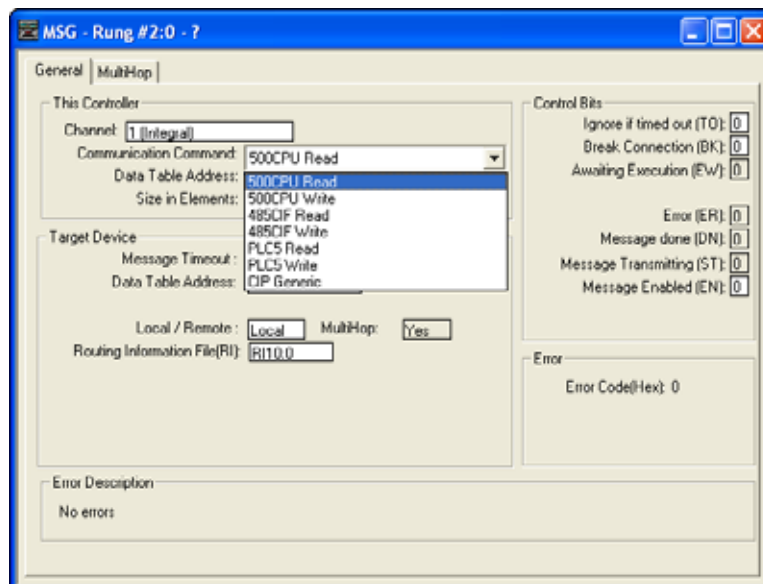 MSG - Rung #2:0 - ?
General MultiHop
This Controller
Channel: 1 (Integral)
Communication Command: 500CPU Read
Data Table Address:
Size in Elements:
500CPU Read
500CPU Write
485CIF Read
485CIF Write
PLC5 Read
PLC5 Write
CIP Generic
Target Device
Message Timeout :
Data Table Address:
Local / Remote : Local MultiHop: Yes
Routing Information File(RI): RI10:0
Control Bits
Ignore if timed out (TO): 0
Break Connection (BK): 0
Awaiting Execution (EW): 0
Error (ER): 0
Message done (DN): 0
Message Transmitting (ST): 0
Message Enabled (EN): 0
Error
Error Code(Hex): 0
Error Description
No errors